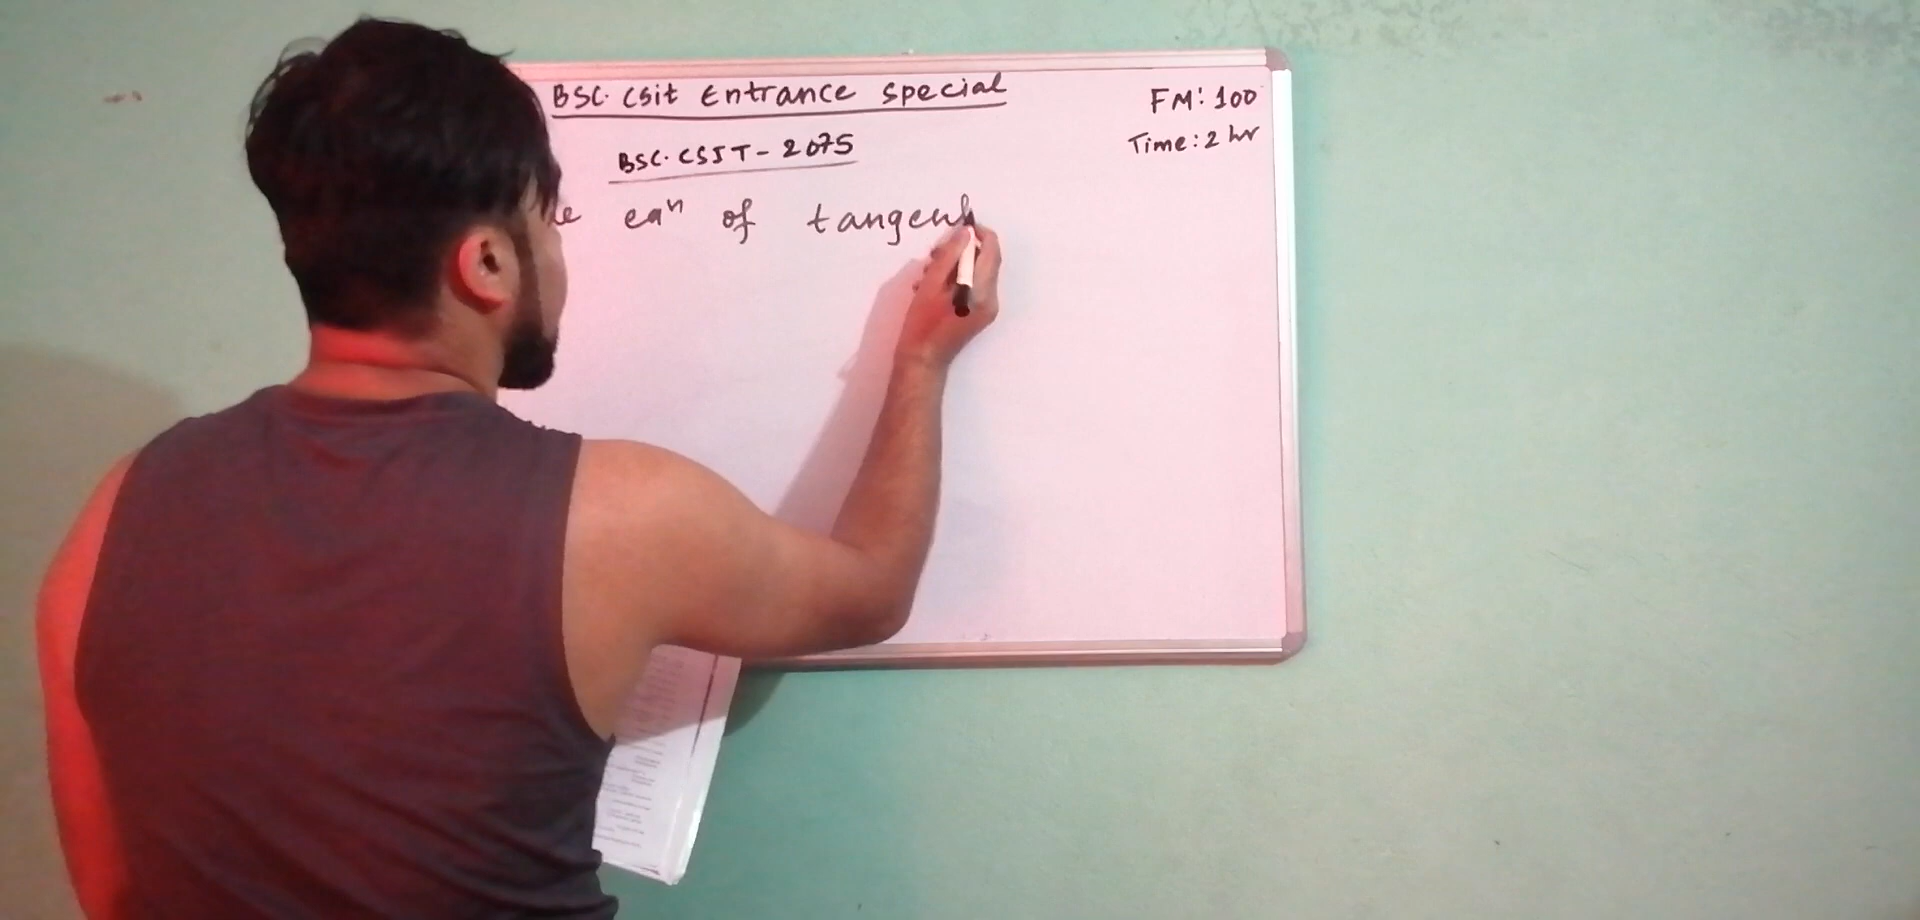 BSC. CSit Entrance Special
FM: 100
Time: 2 hr
BSC. CSIT - 2075
eqⁿ of tangent